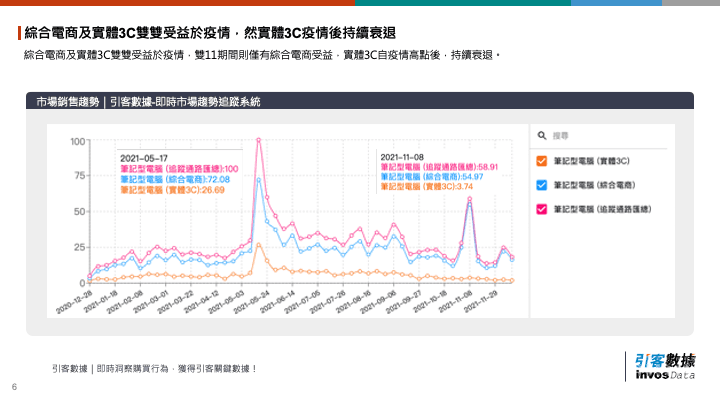 綜合電商及實體3C雙雙受益於疫情，然實體3C疫情後持續衰退
綜合電商及實體3C雙雙受益於疫情，雙11期間則僅有綜合電商受益，實體3C自疫情高點後，持續衰退。
市場銷售趨勢｜引客數據-即時市場趨勢追蹤系統
搜尋
筆記型電腦 (實體3C)
筆記型電腦 (綜合電商)
筆記型電腦 (追蹤通路匯總)
2021-05-17
筆記型電腦 (追蹤通路匯總):100
筆記型電腦 (綜合電商):72.08
筆記型電腦 (實體3C):26.69
2021-11-08
筆記型電腦 (追蹤通路匯總):58.91
筆記型電腦 (綜合電商):54.97
筆記型電腦 (實體3C):3.74
100
75
50
25
0
2020-12-28
2021-01-18
2021-02-08
2021-03-01
2021-03-22
2021-04-12
2021-05-03
2021-05-24
2021-06-14
2021-07-05
2021-07-26
2021-08-16
2021-09-06
2021-09-27
2021-10-18
2021-11-08
2021-11-29
引客數據｜即時洞察購買行為，獲得引客關鍵數據！
引客數據
invosData
6